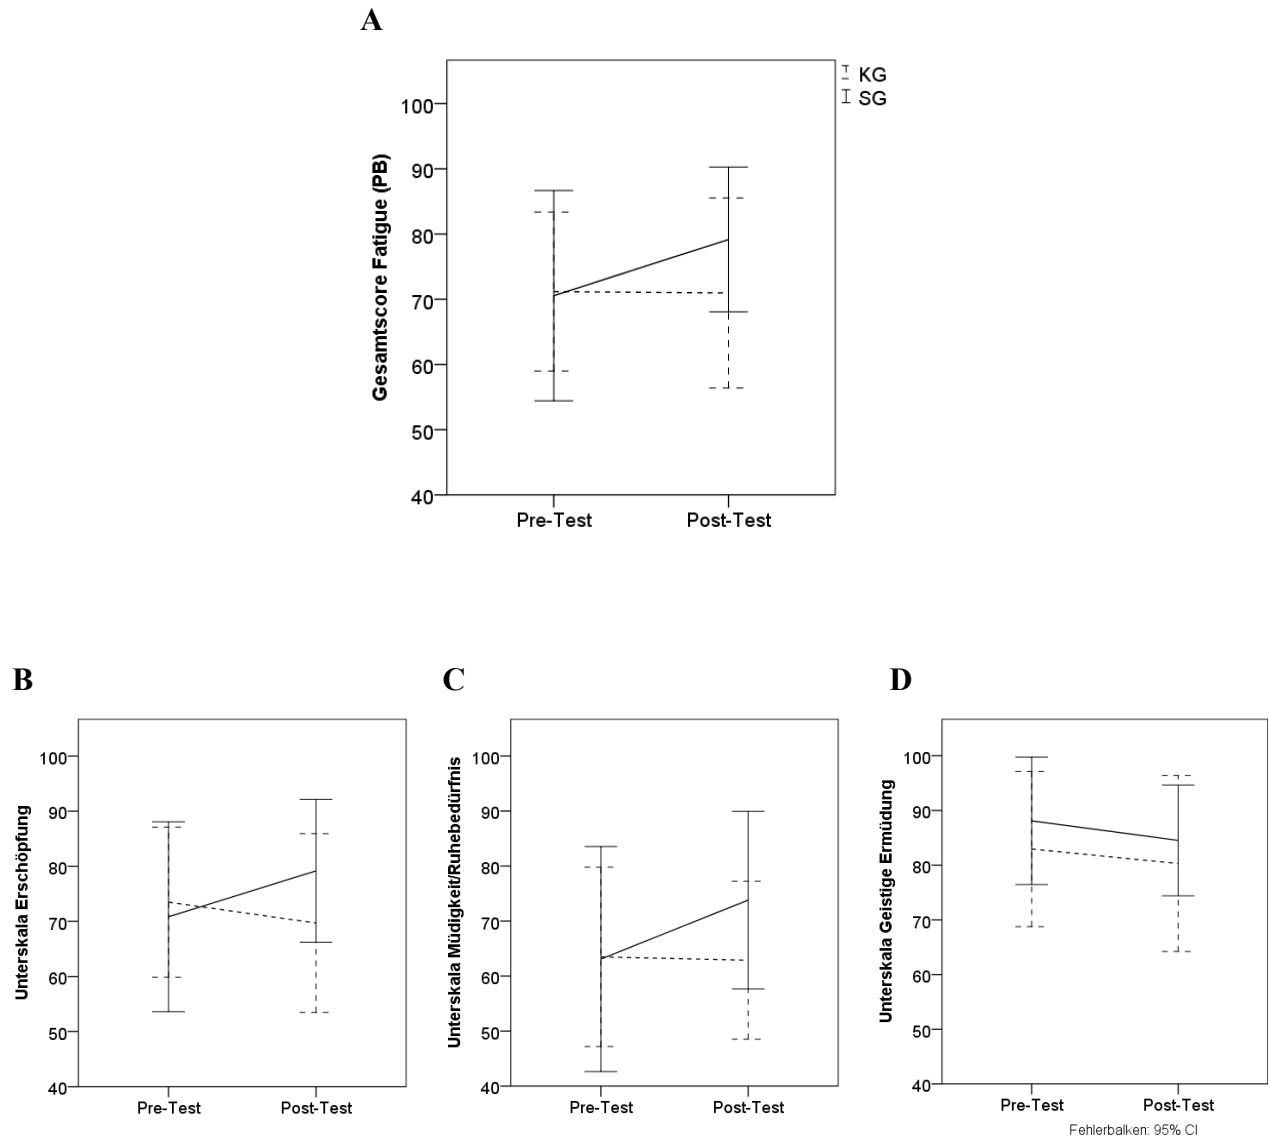 A
KG
SG
Gesamtscore Fatigue (PB)
100
90
80
70
60
50
40
Pre-Test Post-Test
B
Unterskala Erschöpfung
100
90
80
70
60
50
40
Pre-Test Post-Test
C
Unterskala Müdigkeit/Ruhebedürfnis
100
90
80
70
60
50
40
Pre-Test Post-Test
D
Unterskala Geistige Ermüdung
100
90
80
70
60
50
40
Pre-Test Post-Test
Fehlerbalken: 95% CI